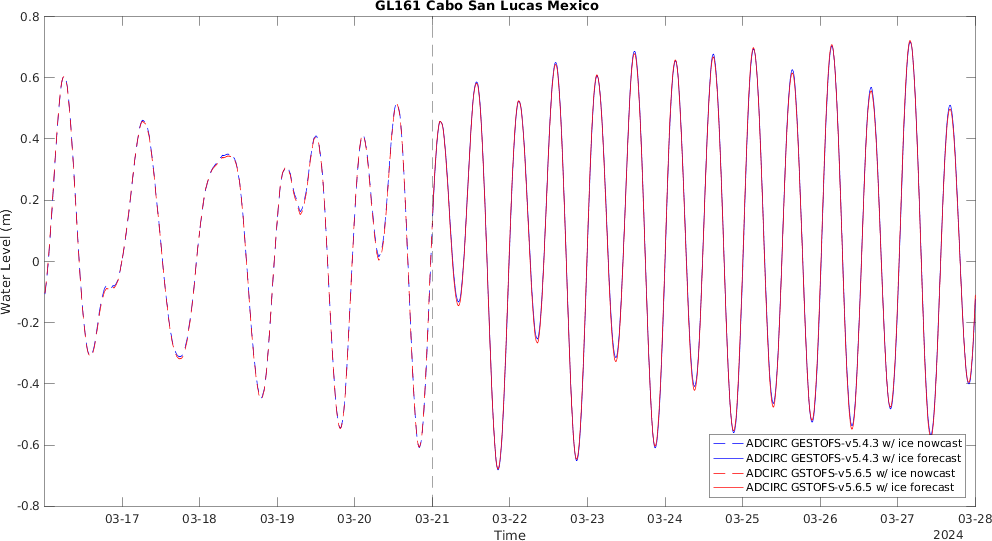 GL161 Cabo San Lucas Mexico
0.8
0.6
0.4
0.2
0
-0.2
-0.4
-0.6
-0.8
Water Level (m)
ADCIRC GESTOFS-v5.4.3 w/ ice nowcast
ADCIRC GESTOFS-v5.4.3 w/ ice forecast
ADCIRC GSTOFS-v5.6.5 w/ ice nowcast
ADCIRC GSTOFS-v5.6.5 w/ ice forecast
03-17 03-18 03-19 03-20 03-21 03-22 03-23 03-24 03-25 03-26 03-27 03-28
Time
2024